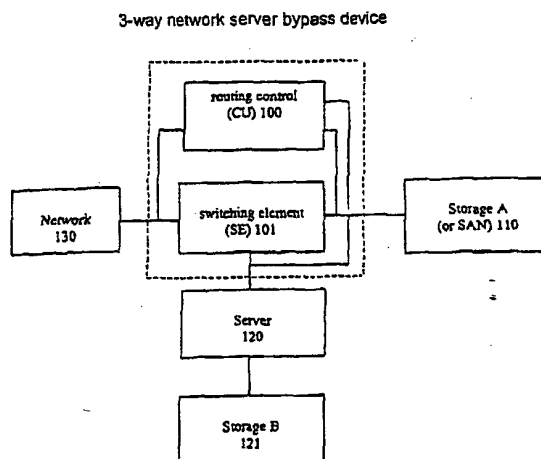 3-way network server bypass device
routing control
(CU) 100
switching element
(SE) 101
Network
130
Storage A
(or SAN) 110
Server
120
Storage B
121